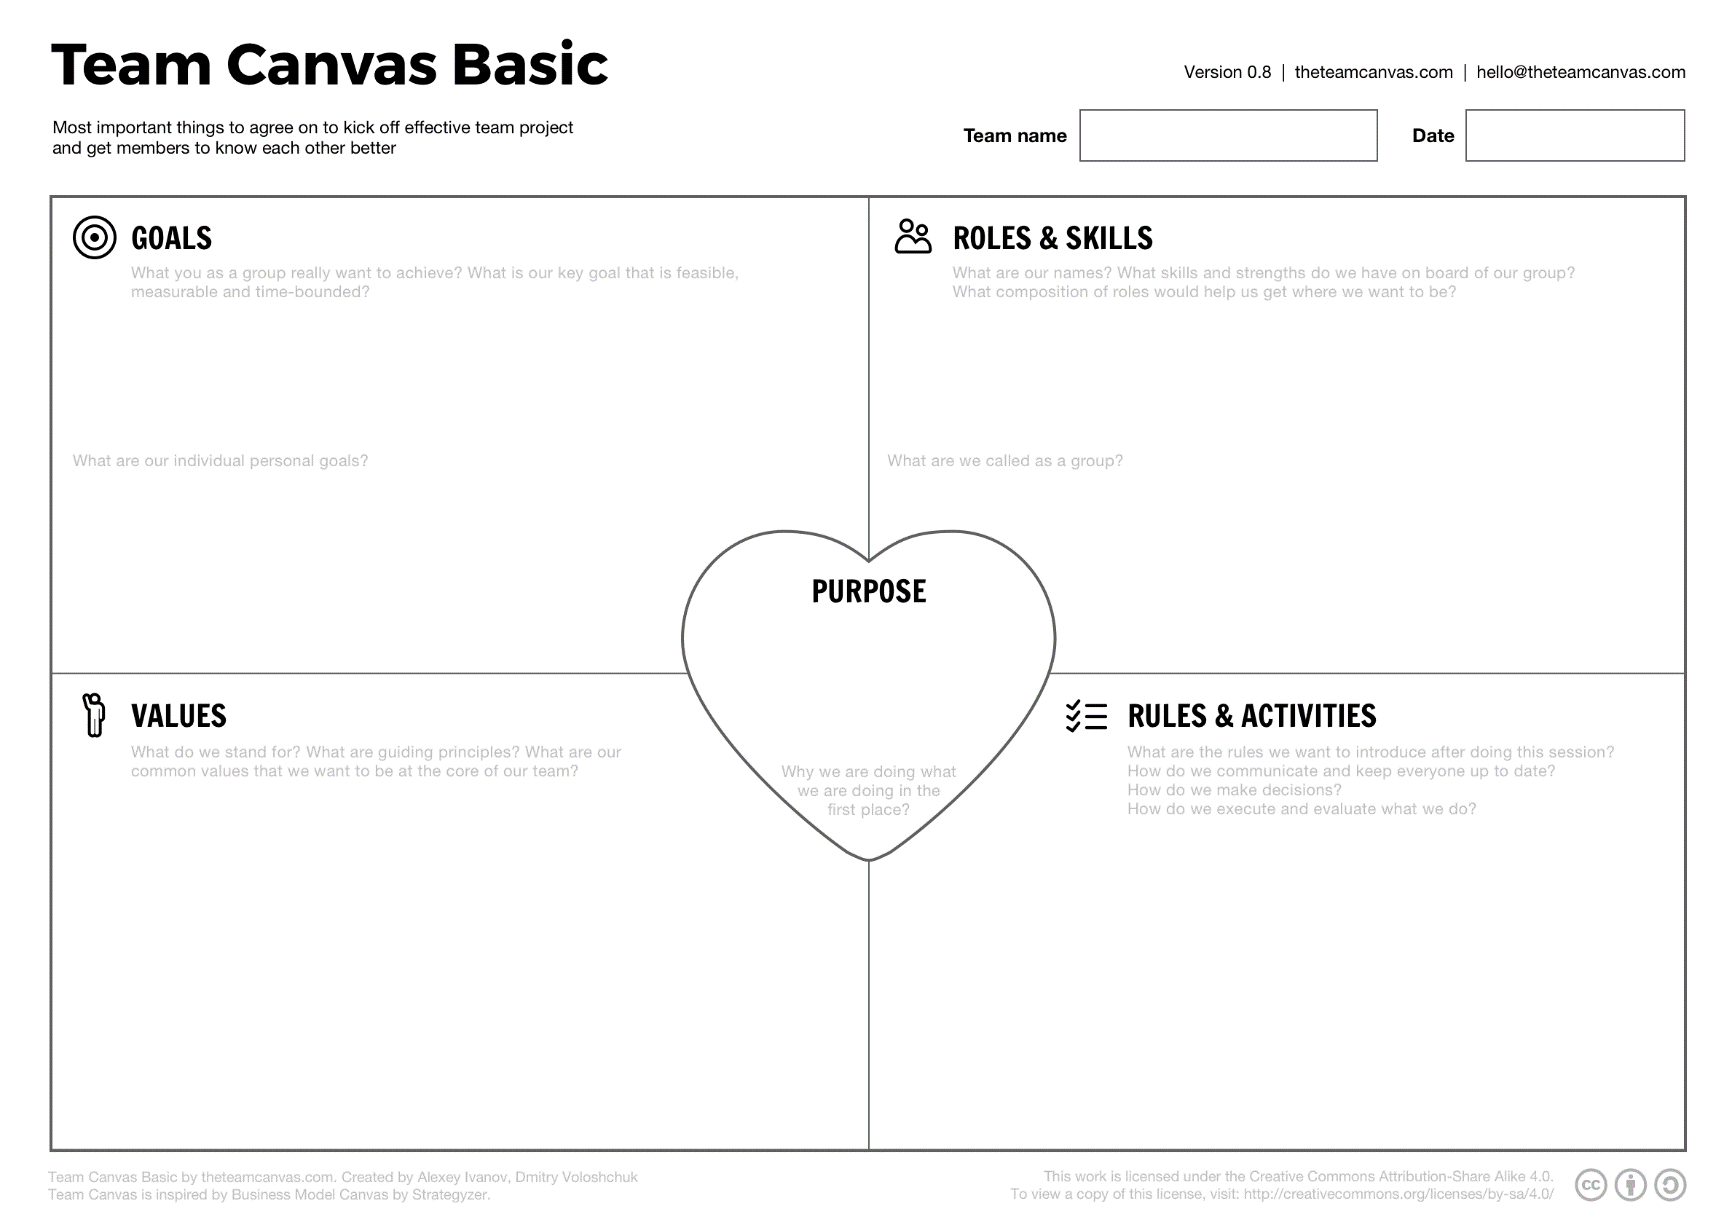 Team Canvas Basic
Version 0.8 | theteamcanvas.com | hello@theteamcanvas.com
Most important things to agree on to kick off effective team project
and get members to know each other better
Team name
Date
GOALS
What you as a group really want to achieve? What is our key goal that is feasible,
measurable and time-bounded?
What are our individual personal goals?
ROLES & SKILLS
What are our names? What skills and strengths do we have on board of our group?
What composition of roles would help us get where we want to be?
What are we called as a group?
PURPOSE
Why we are doing what
we are doing in the
first place?
VALUES
What do we stand for? What are guiding principles? What are our
common values that we want to be at the core of our team?
RULES & ACTIVITIES
What are the rules we want to introduce after doing this session?
How do we communicate and keep everyone up to date?
How do we make decisions?
How do we execute and evaluate what we do?
Team Canvas Basic by theteamcanvas.com. Created by Alexey Ivanov, Dmitry Voloshchuk
Team Canvas is inspired by Business Model Canvas by Strategyzer.
This work is licensed under the Creative Commons Attribution-Share Alike 4.0.
To view a copy of this license, visit: http://creativecommons.org/licenses/by-sa/4.0/
cc